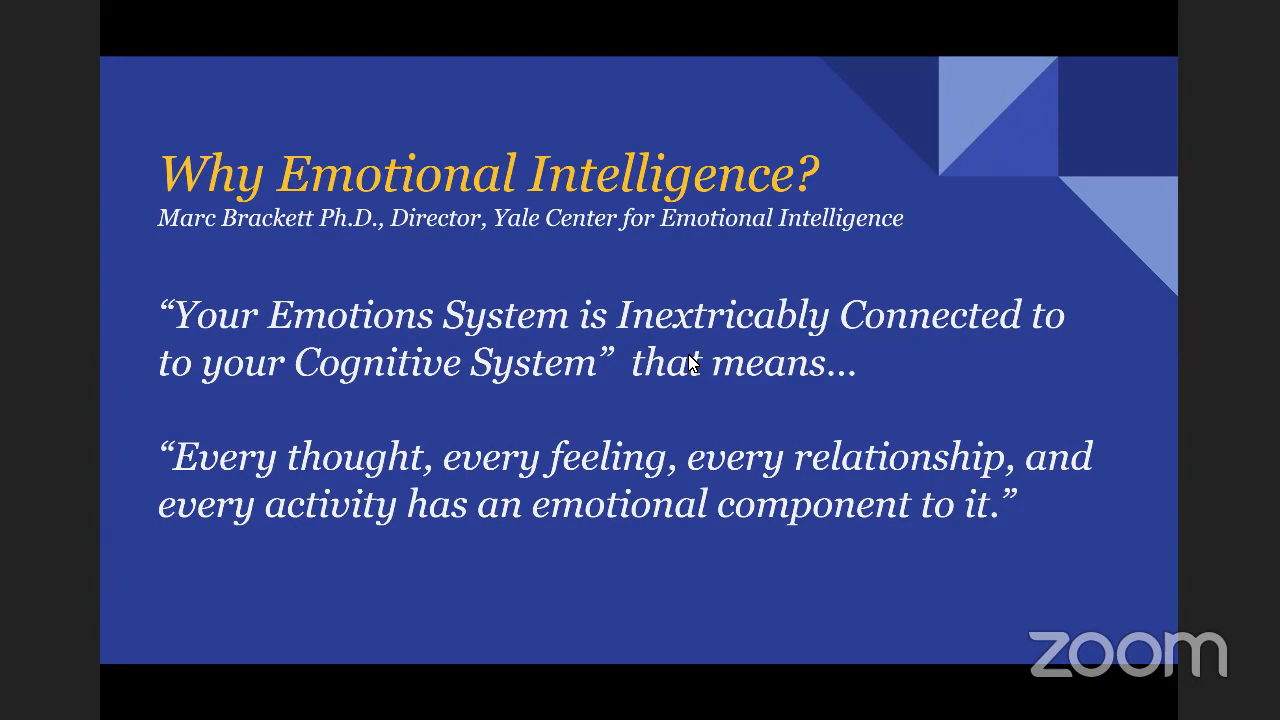 Why Emotional Intelligence?
Marc Brackett Ph.D., Director, Yale Center for Emotional Intelligence
“Your Emotions System is Inextricably Connected to
to your Cognitive System”  that means...
“Every thought, every feeling, every relationship, and
every activity has an emotional component to it.”
zoom